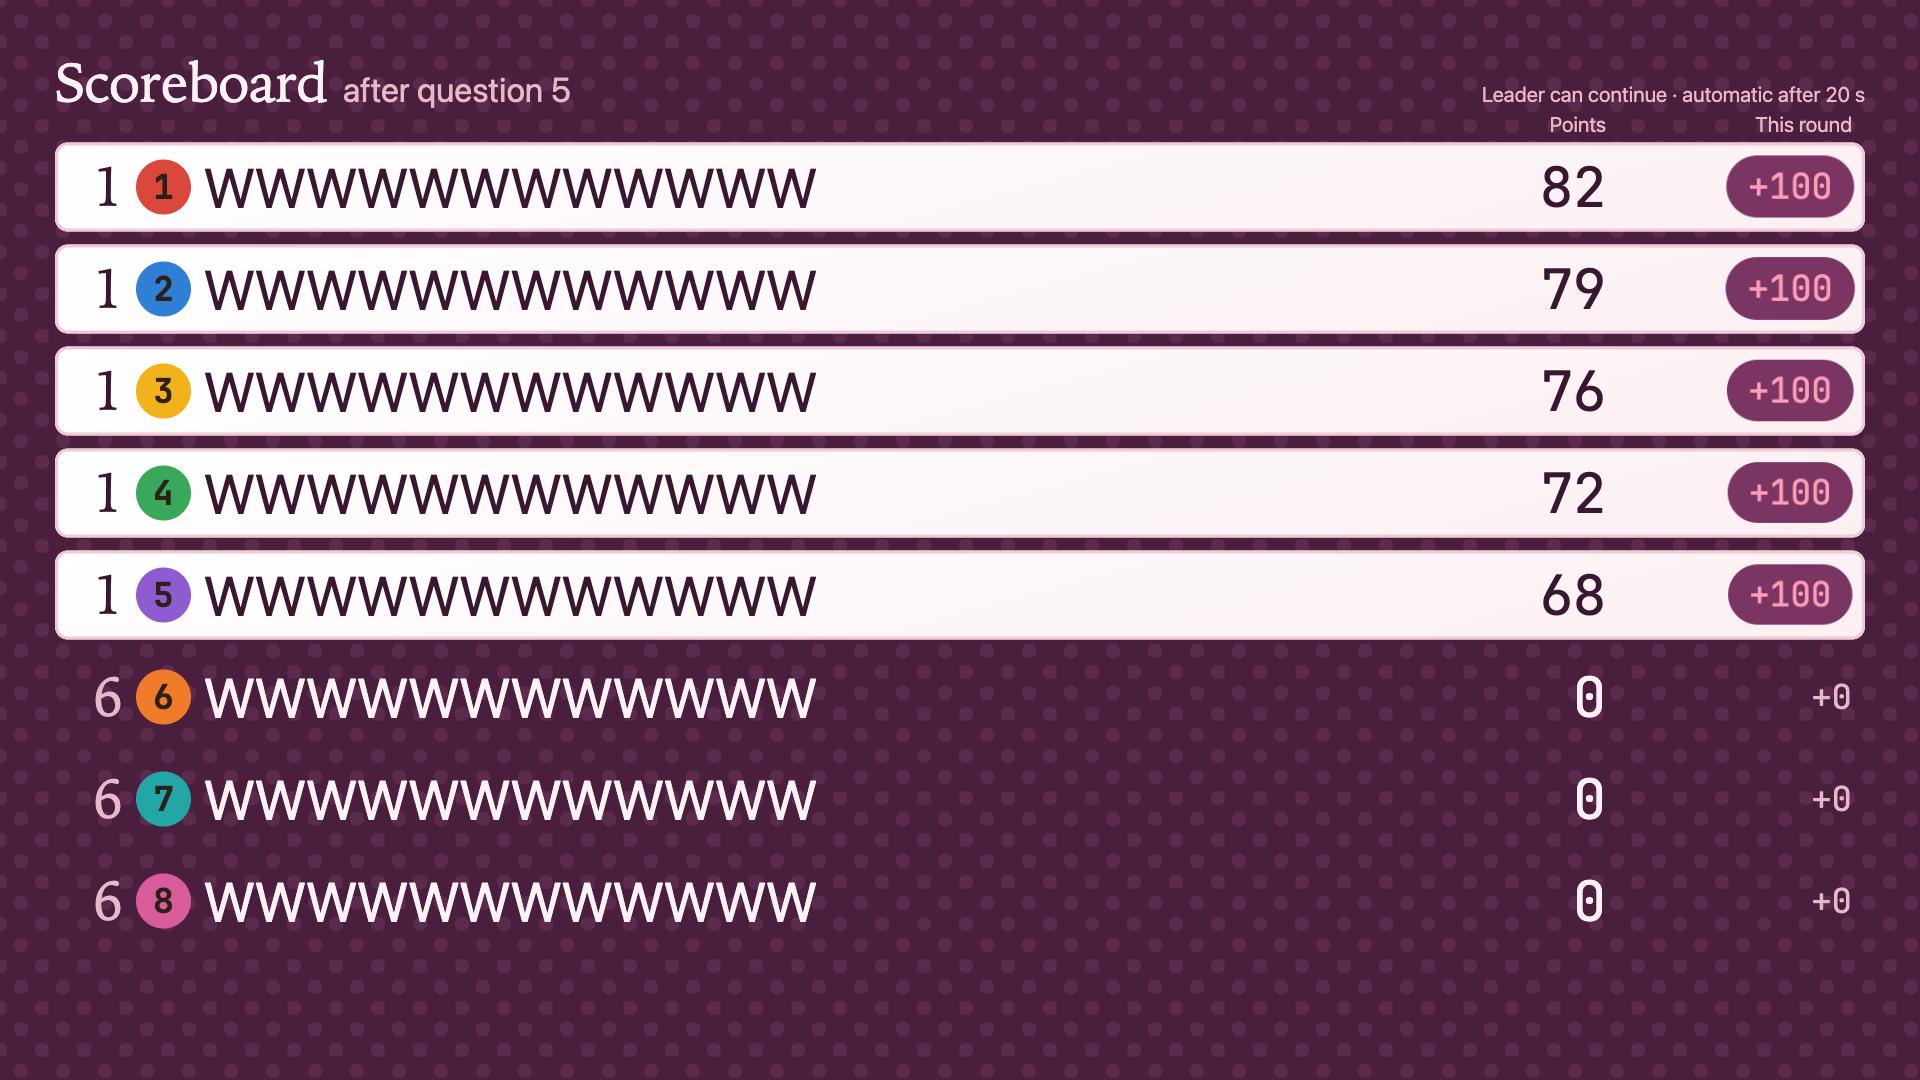 Scoreboard after question 5
Leader can continue · automatic after 20 s
Points This round
1 1 WWWWWWWWWWWW 82 +100
1 2 WWWWWWWWWWWW 79 +100
1 3 WWWWWWWWWWWW 76 +100
1 4 WWWWWWWWWWWW 72 +100
1 5 WWWWWWWWWWWW 68 +100
6 6 WWWWWWWWWWWW 0 +0
6 7 WWWWWWWWWWWW 0 +0
6 8 WWWWWWWWWWWW 0 +0